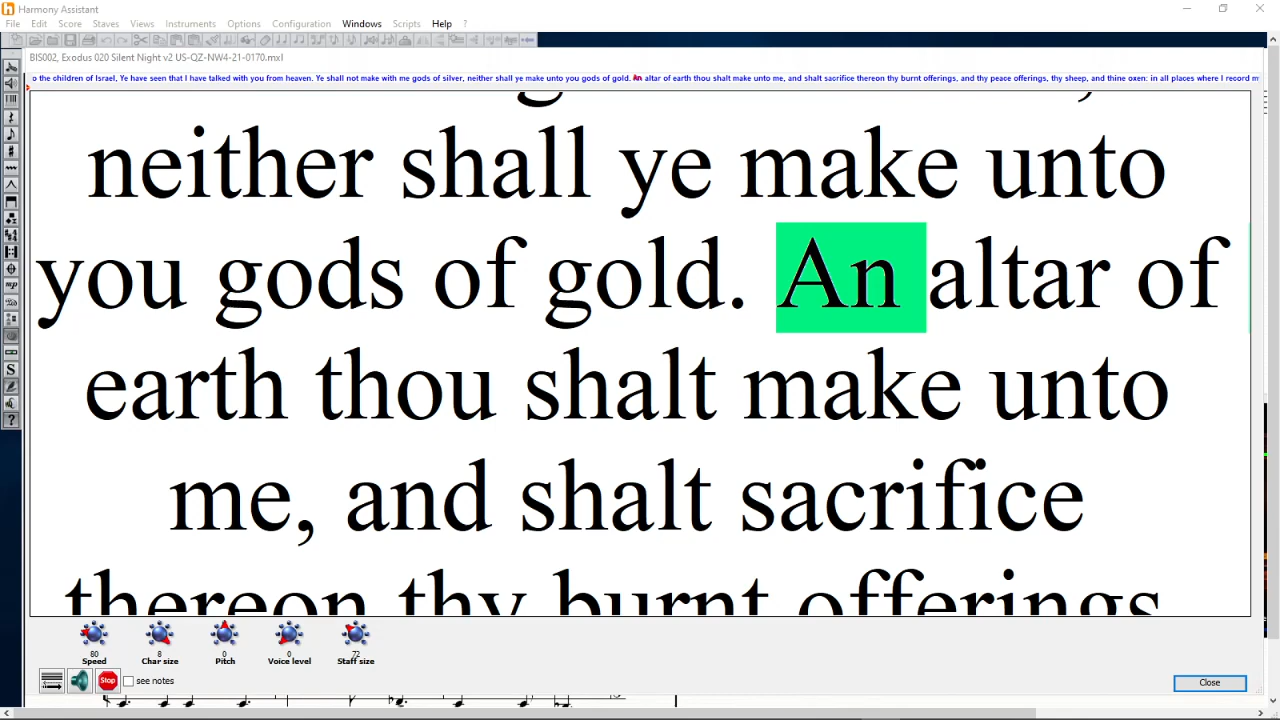 Harmony Assistant
File Edit Score Staves Views Instruments Options Configuration Windows Scripts Help ?
BIS002, Exodus 020 Silent Night v2 US-QZ-NW4-21-0170.mxl
o the children of Israel, Ye have seen that I have talked with you from heaven. Ye shall not make with me gods of silver, neither shall ye make unto you gods of gold. An altar of earth thou shalt make unto me, and shalt sacrifice thereon thy burnt offerings, and thy peace offerings, thy sheep, and thine oxen: in all places where I record m
neither shall ye make unto
you gods of gold. An altar of
earth thou shalt make unto
me, and shalt sacrifice
thereon thy burnt offerings
80 8 0 0 72
Speed Char size Pitch Voice level Staff size
Stop see notes Close